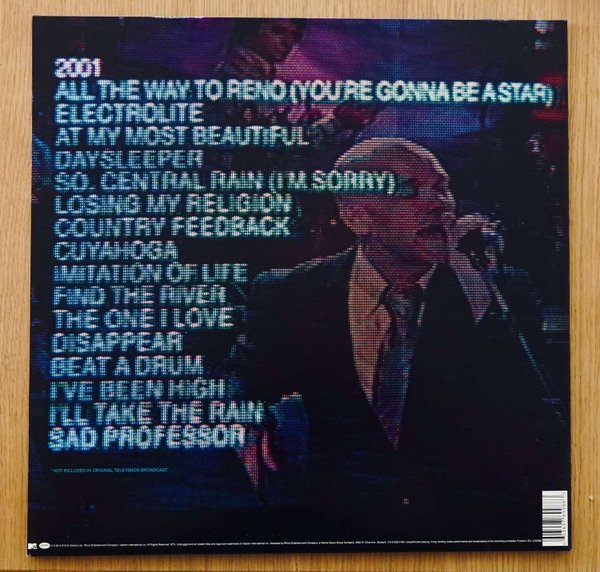 2001
ALL THE WAY TO RENO (YOU'RE GONNA BE A STAR)
ELECTROLITE
AT MY MOST BEAUTIFUL
DAYSLEEPER
SO. CENTRAL RAIN (I'M SORRY)
LOSING MY RELIGION
COUNTRY FEEDBACK
CUYAHOGA
IMITATION OF LIFE
FIND THE RIVER
THE ONE I LOVE
DISAPPEAR
BEAT A DRUM
I'VE BEEN HIGH
I'LL TAKE THE RAIN
SAD PROFESSOR
* NOT INCLUDED IN ORIGINAL TELEVISION BROADCAST